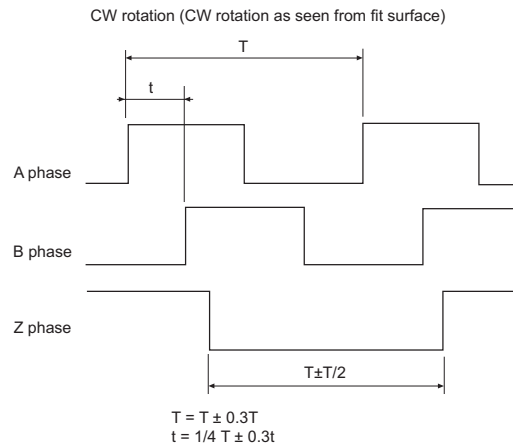 CW rotation (CW rotation as seen from fit surface)
T
t
A phase
B phase
Z phase
T±T/2
T = T ± 0.3T
t = 1/4 T ± 0.3t